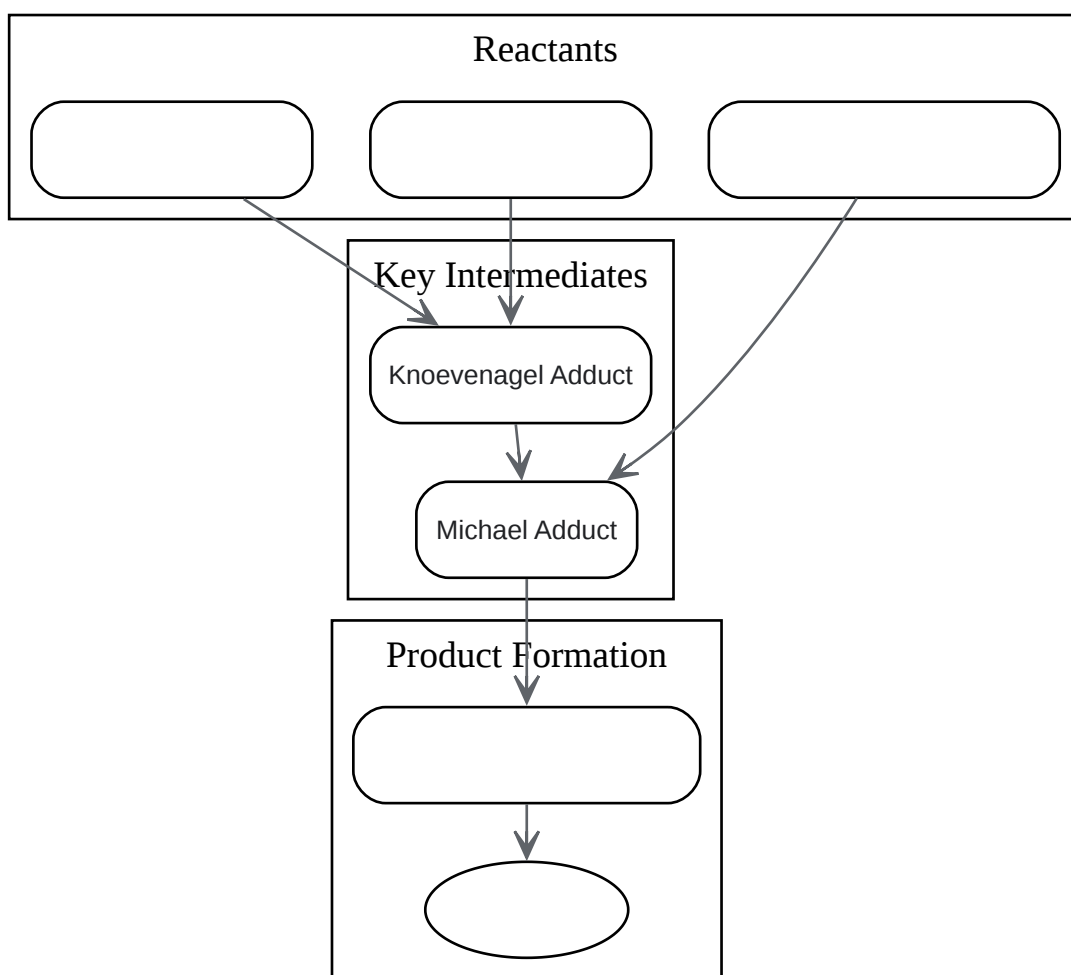 Reactants
Key Intermediates
Knoevenagel Adduct
Michael Adduct
Product Formation